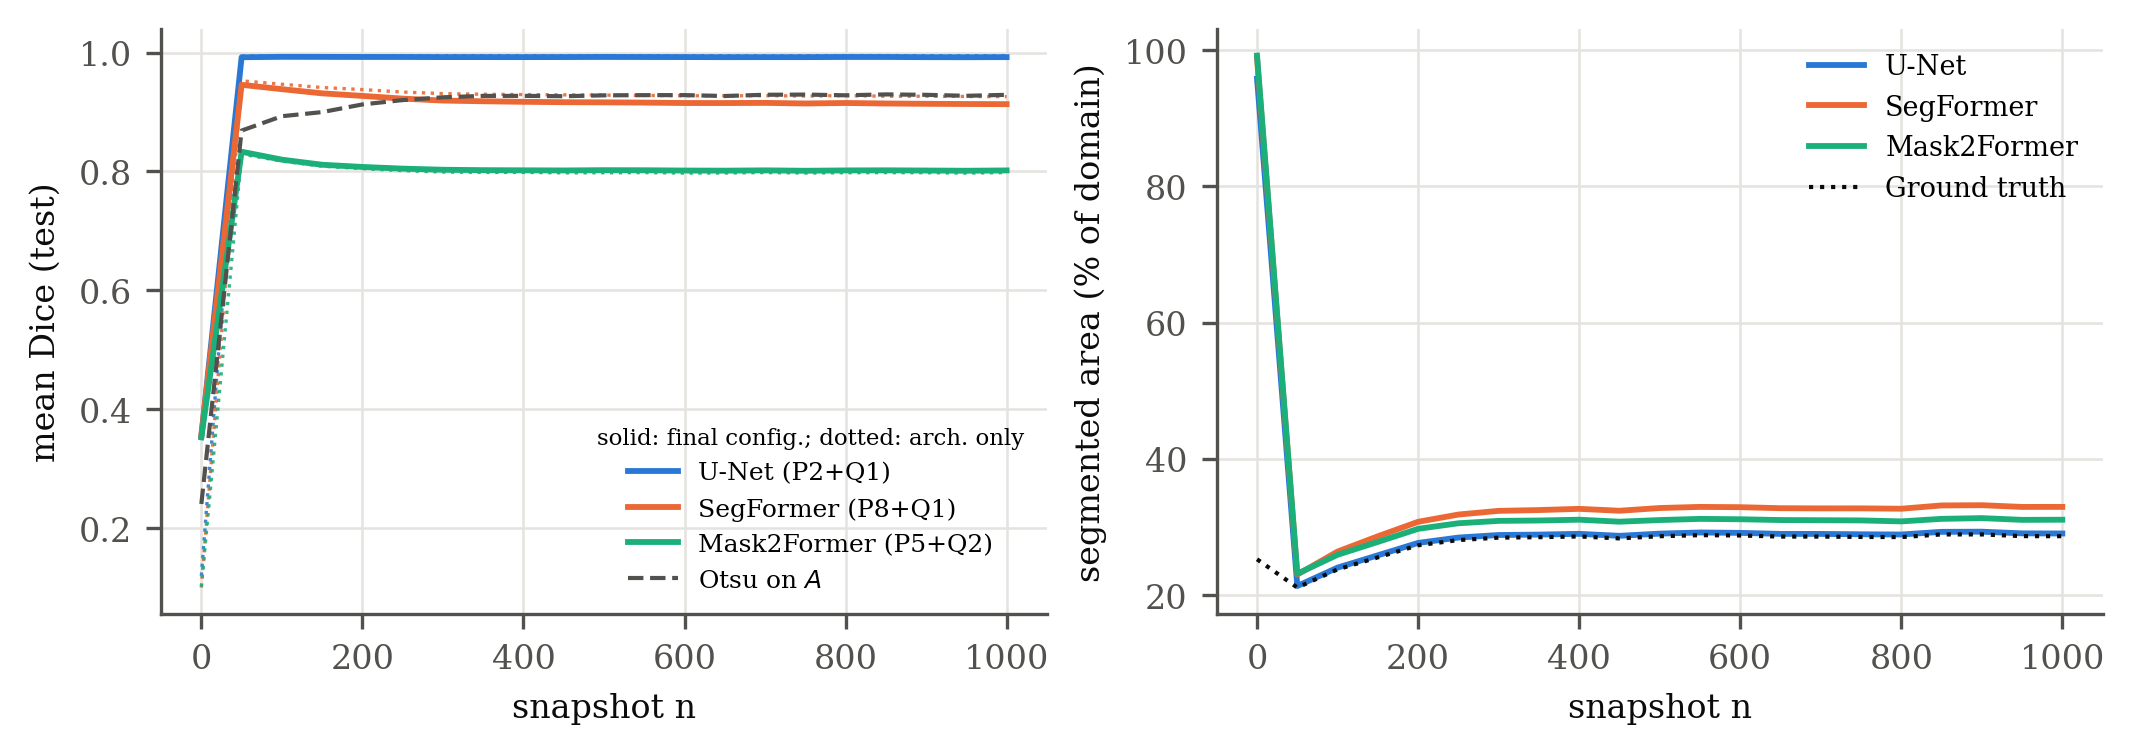 mean Dice (test)
1.0
0.8
0.6
0.4
0.2
0 200 400 600 800 1000
snapshot n
solid: final config.; dotted: arch. only
U-Net (P2+Q1)
SegFormer (P8+Q1)
Mask2Former (P5+Q2)
Otsu on A
segmented area (% of domain)
100
80
60
40
20
0 200 400 600 800 1000
snapshot n
U-Net
SegFormer
Mask2Former
Ground truth